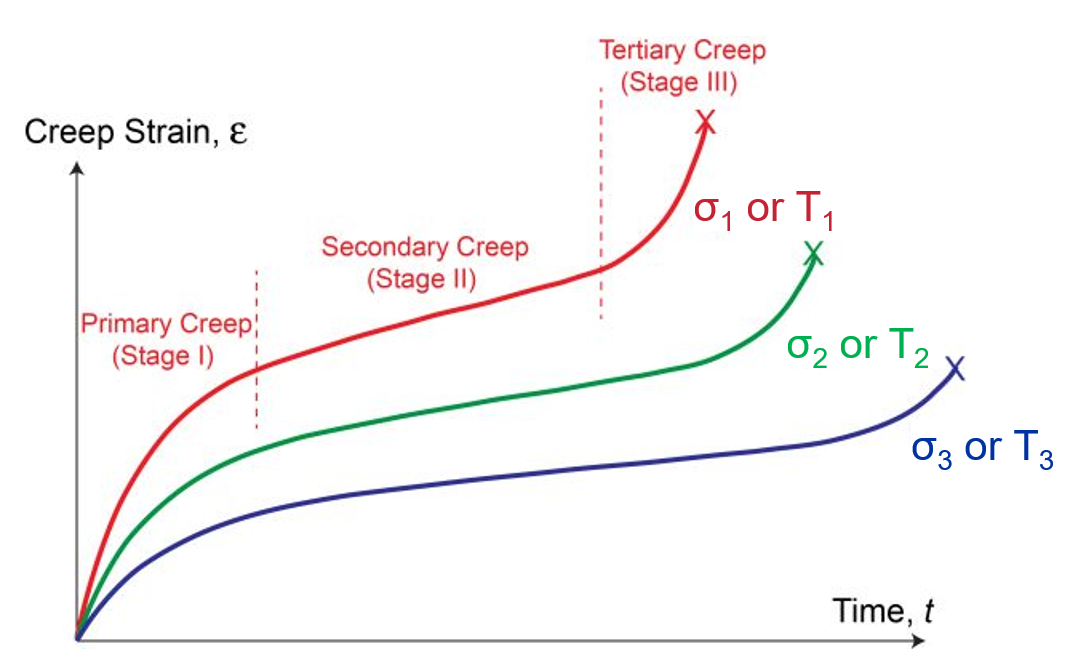 Tertiary Creep
(Stage III)
X
Creep Strain, ε
σ₁ or T₁
Secondary Creep
(Stage II)
X
Primary Creep
(Stage I)
σ₂ or T₂
X
σ₃ or T₃
Time, t